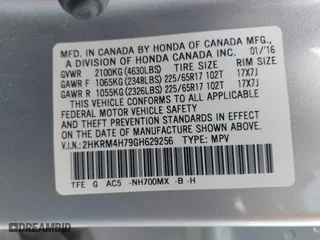 MFD. IN CANADA BY HONDA OF CANADA MFG.,
A DIVISION OF HONDA CANADA INC. 01/16
GVWR 2100KG (4630LBS) TIRE SIZE RIM SIZE
GAWR F 1065KG (2348LBS) 225/65R17 102T 17X7J
GAWR R 1055KG (2326LBS) 225/65R17 102T 17X7J
THIS VEHICLE CONFORMS TO ALL APPLICABLE
FEDERAL MOTOR VEHICLE SAFETY STANDARDS IN
EFFECT ON THE DATE OF MANUFACTURE SHOWN ABOVE.
V.I.N.: 2HKRM4H79GH629256 TYPE: MPV
TFE G AC5 -NH700MX -B -H
DREAMBID